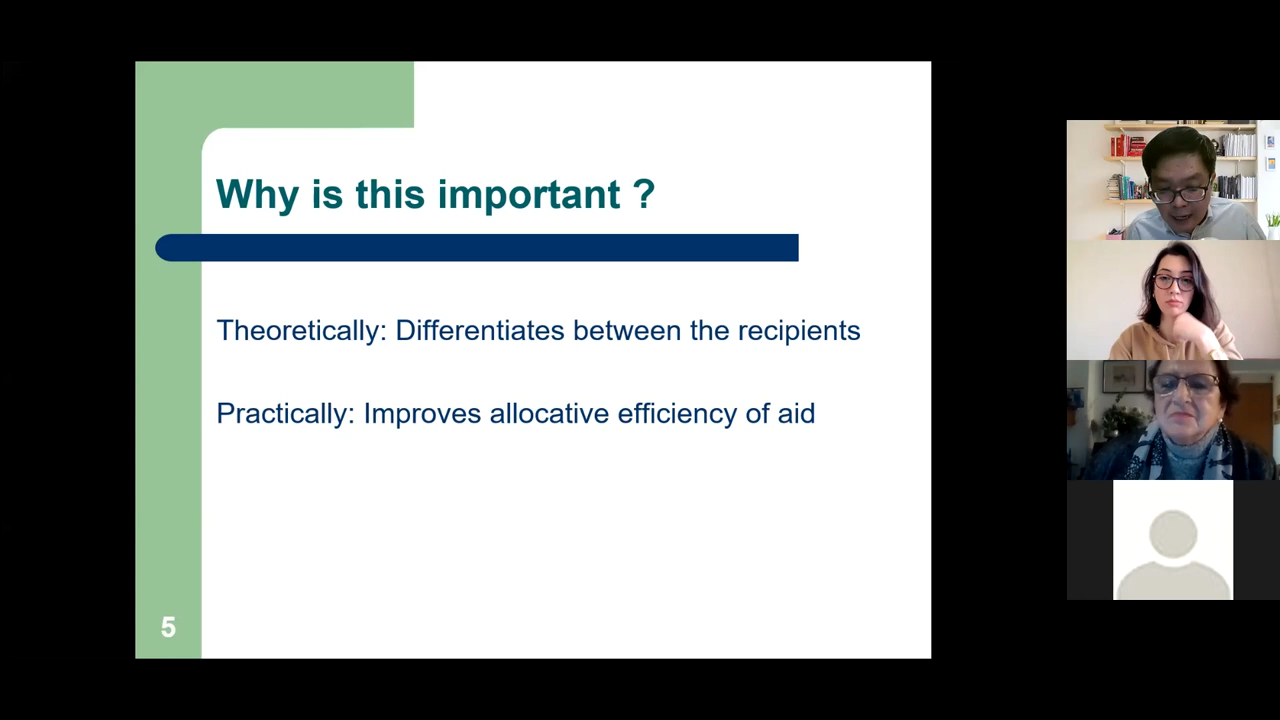 Why is this important ?
Theoretically: Differentiates between the recipients
Practically: Improves allocative efficiency of aid
5